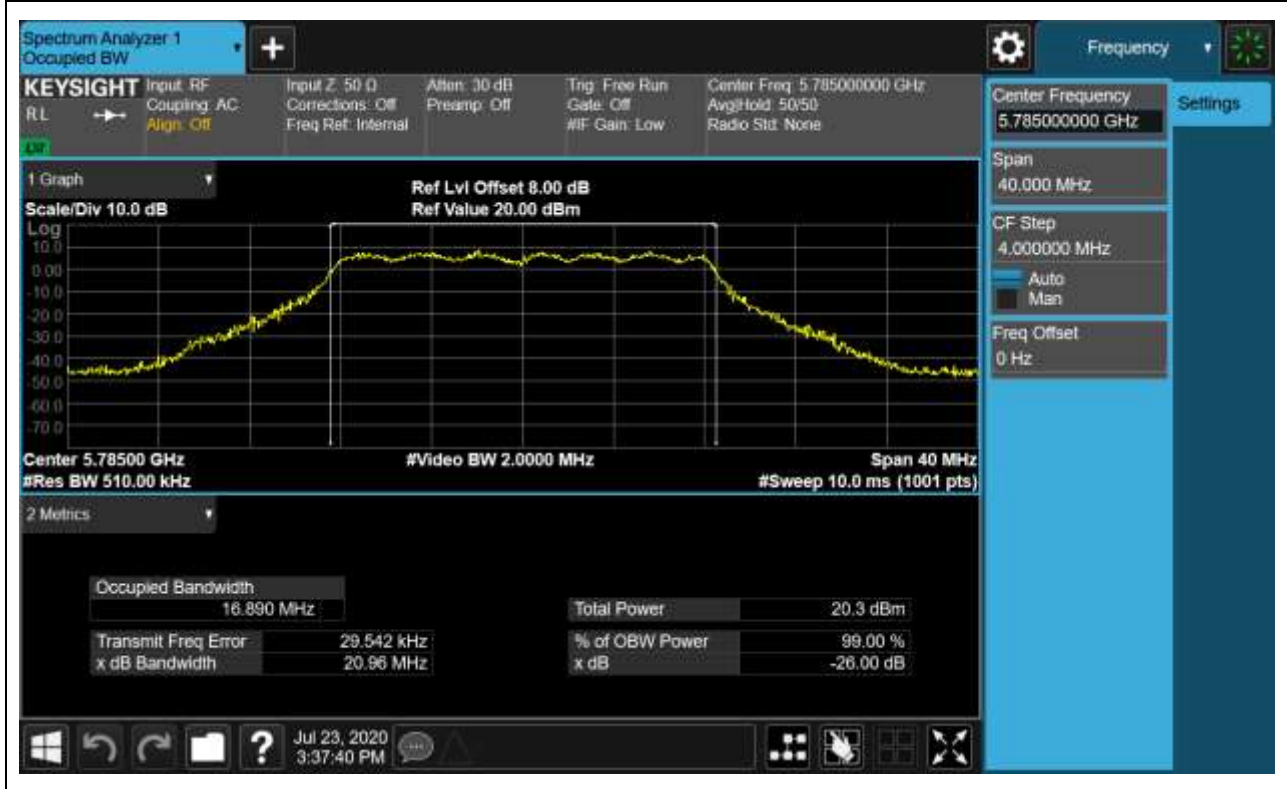 Spectrum Analyzer 1
Occupied BW
+
Frequency
KEYSIGHT
RL
Input: RF
Coupling: AC
Align: Off
Input Z: 50 Ω
Corrections: Off
Freq Ref: Internal
Atten: 30 dB
Preamp: Off
Trig: Free Run
Gate: Off
#IF Gain: Low
Center Freq: 5.785000000 GHz
Avg|Hold: 50/50
Radio Std: None
Center Frequency
5.785000000 GHz
Settings
Span
40.000 MHz
CF Step
4.000000 MHz
Auto
Man
Freq Offset
0 Hz
1 Graph
Scale/Div 10.0 dB
Ref Lvl Offset 8.00 dB
Ref Value 20.00 dBm
Log
10.0
0.00
-10.0
-20.0
-30.0
-40.0
-50.0
-60.0
-70.0
Center 5.78500 GHz
#Video BW 2.0000 MHz
Span 40 MHz
#Res BW 510.00 kHz
#Sweep 10.0 ms (1001 pts)
2 Metrics
Occupied Bandwidth
16.890 MHz
Total Power 20.3 dBm
Transmit Freq Error 29.542 kHz
% of OBW Power 99.00 %
x dB Bandwidth 20.96 MHz
x dB -26.00 dB
?
Jul 23, 2020
3:37:40 PM